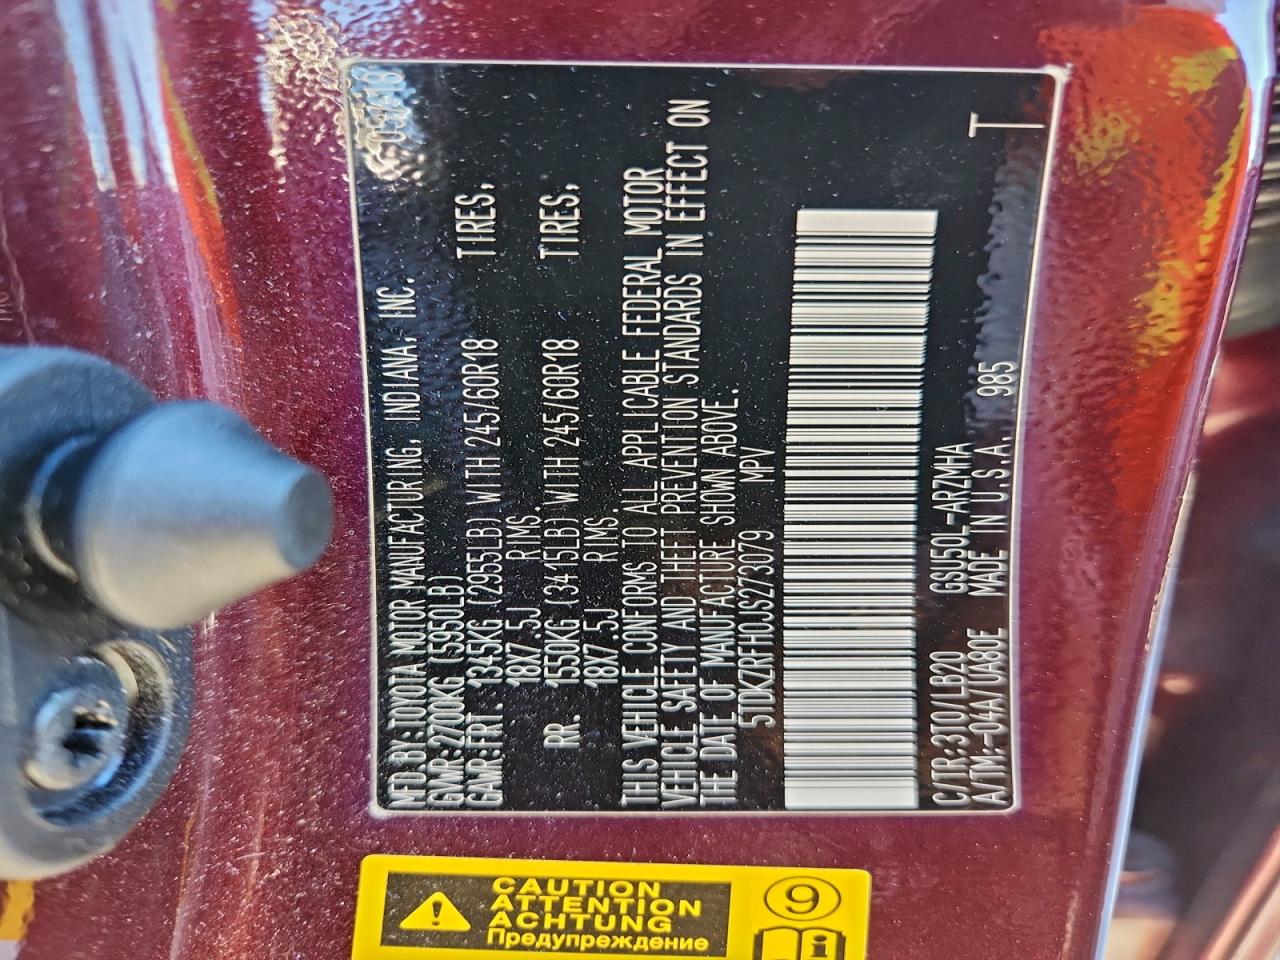 MFD.BY:TOYOTA MOTOR MANUFACTURING, INDIANA, INC. 05/18
GVWR:2700KG (5950LB)
GAWR:FRT. 1345KG (2955LB) WITH 245/60R18 TIRES,
18X7.5J RIMS.
RR. 1550KG (3415LB) WITH 245/60R18 TIRES,
18X7.5J RIMS.
THIS VEHICLE CONFORMS TO ALL APPLICABLE FEDERAL MOTOR
VEHICLE SAFETY AND THEFT PREVENTION STANDARDS IN EFFECT ON
THE DATE OF MANUFACTURE SHOWN ABOVE.
5TDKZRFH0JS273079 MPV
C/TR:3T0/LB20 GSU50L-ARZMHA
A/TM:-04A/UA80E MADE IN U.S.A. 985 T
CAUTION
ATTENTION
ACHTUNG
Предупреждение
9
i